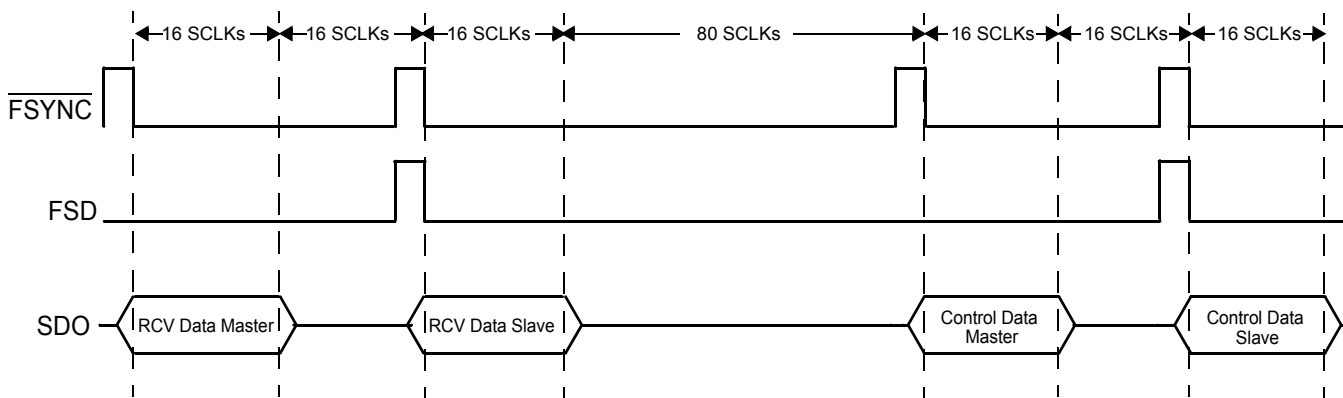 16 SCLKs 16 SCLKs 16 SCLKs 80 SCLKs 16 SCLKs 16 SCLKs 16 SCLKs
FSYNC
FSD
SDO RCV Data Master RCV Data Slave Control Data Master Control Data Slave